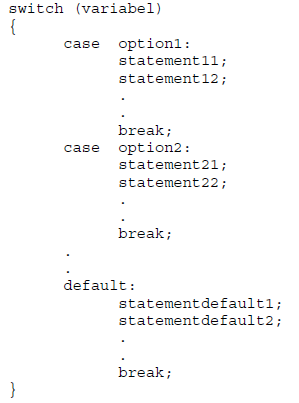 switch (variabel)
{
case option1:
statement11;
statement12;
.
.
break;
case option2:
statement21;
statement22;
.
.
break;
.
.
default:
statementdefault1;
statementdefault2;
.
.
break;
}